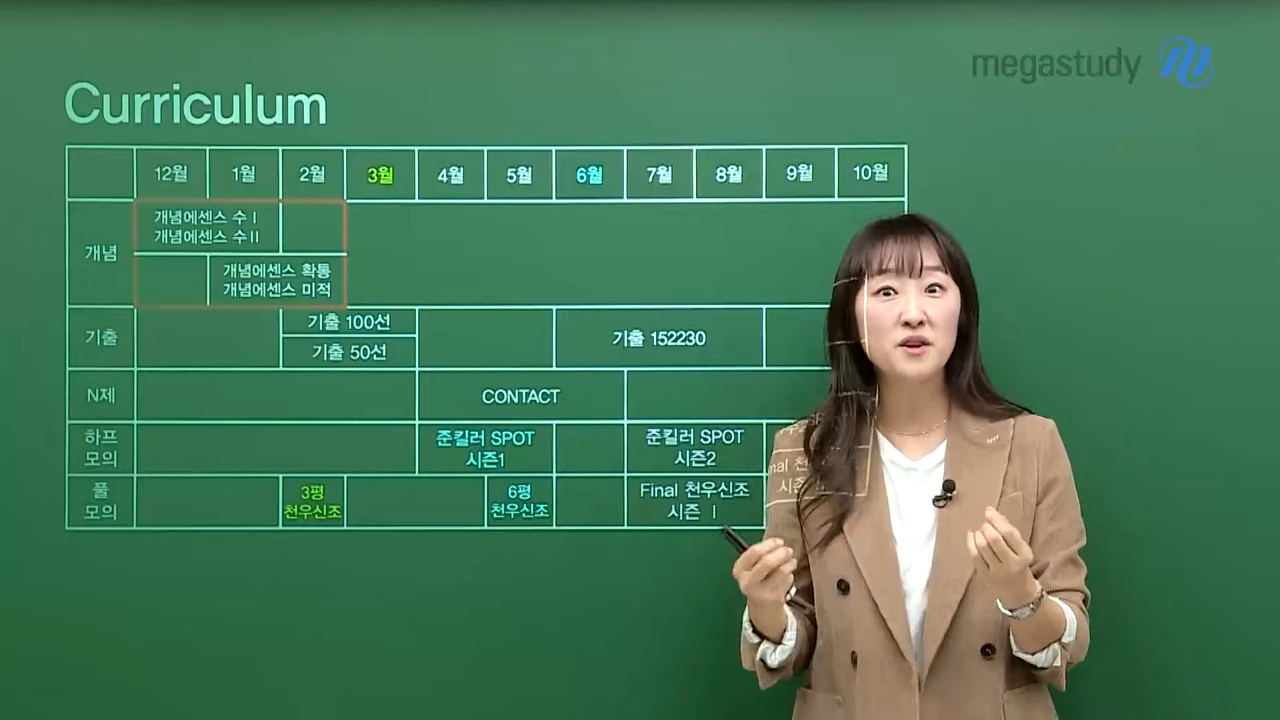 megastudy
Curriculum
12월 1월 2월 3월 4월 5월 6월 7월 8월 9월 10월
개념
개념에센스 수Ⅰ
개념에센스 수Ⅱ
개념에센스 확통
개념에센스 미적
기출
기출 100선
기출 50선
기출 152230
N제
CONTACT
하프
모의
준킬러 SPOT
시즌1
준킬러 SPOT
시즌2
풀
모의
3평
천우신조
6평
천우신조
Final 천우신조
시즌 Ⅰ